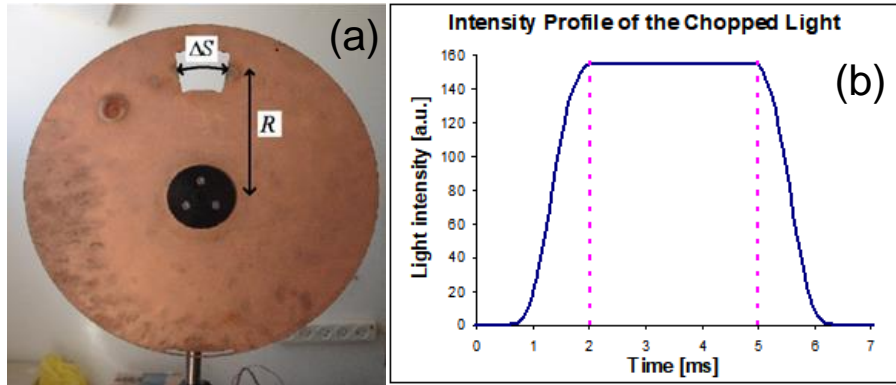 (a)
ΔS
R
Intensity Profile of the Chopped Light
(b)
Light intensity [a.u.]
160
140
120
100
80
60
40
20
0
0 1 2 3 4 5 6 7
Time [ms]